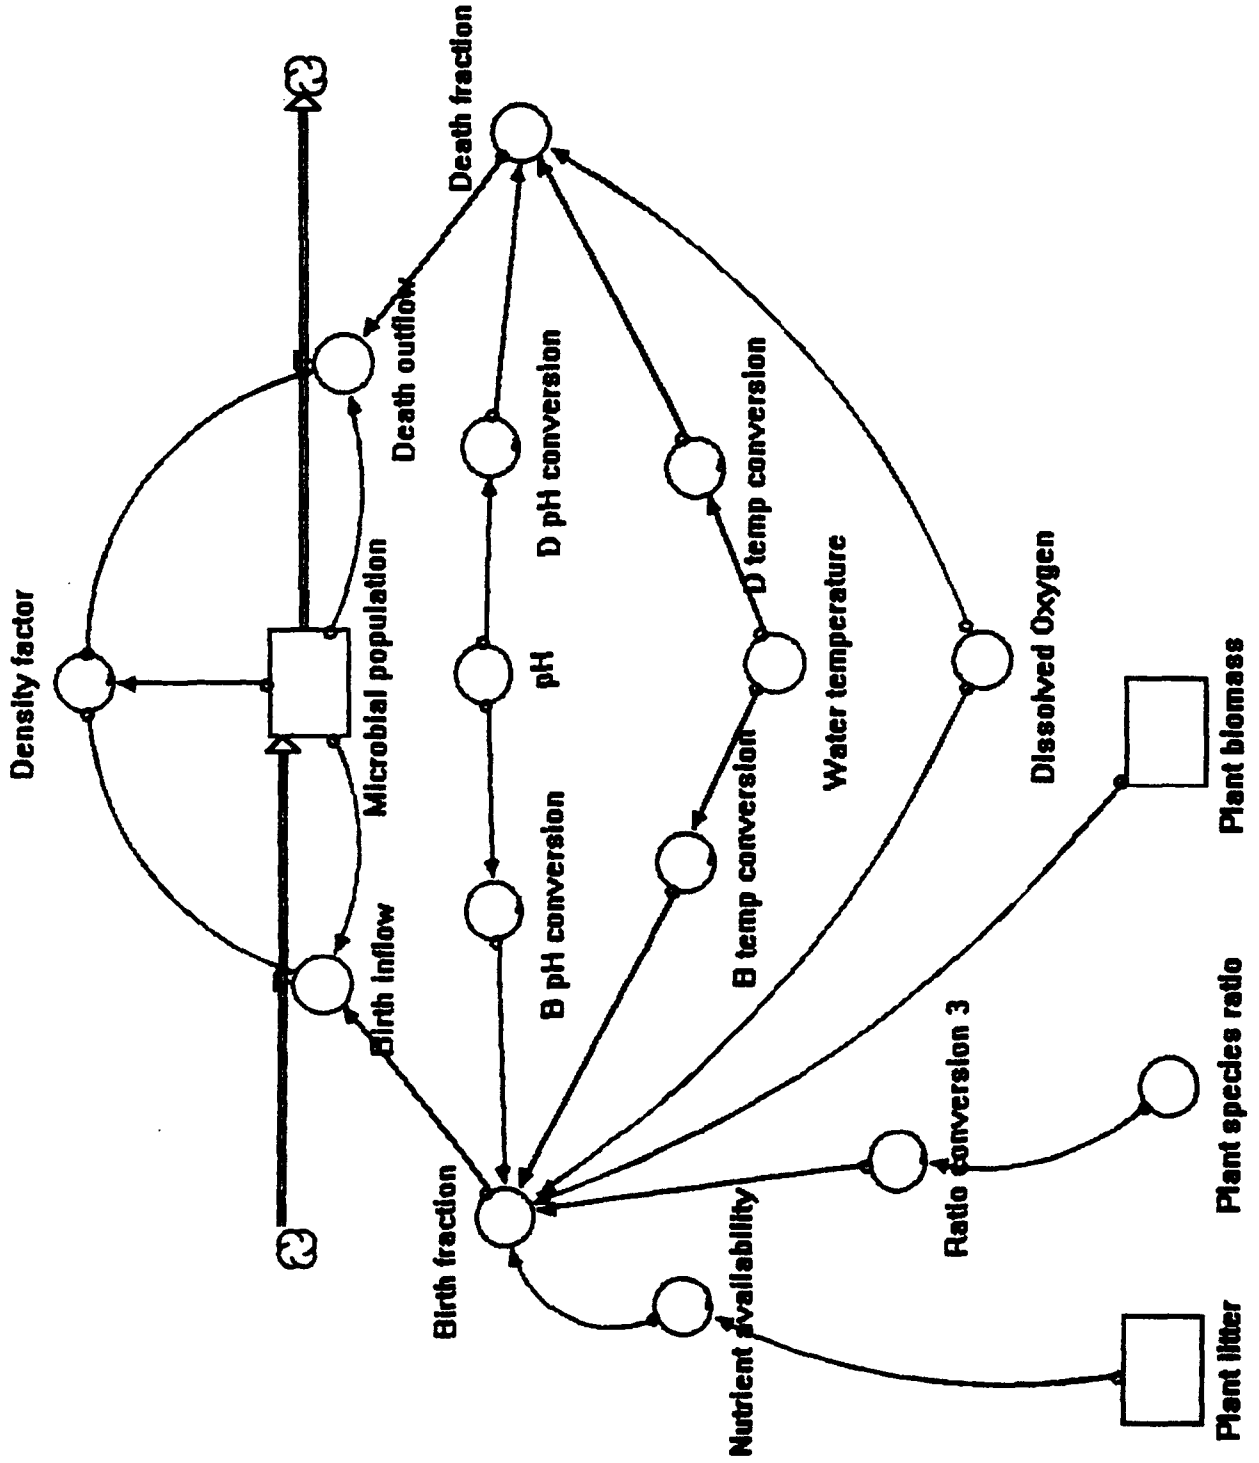 Density factor
Microbial population
Birth inflow
Death outflow
Birth fraction
Death fraction
B pH conversion
pH
D pH conversion
B temp conversion
Water temperature
D temp conversion
Nutrient availability
Ratio conversion 3
Dissolved Oxygen
Plant litter
Plant species ratio
Plant biomass